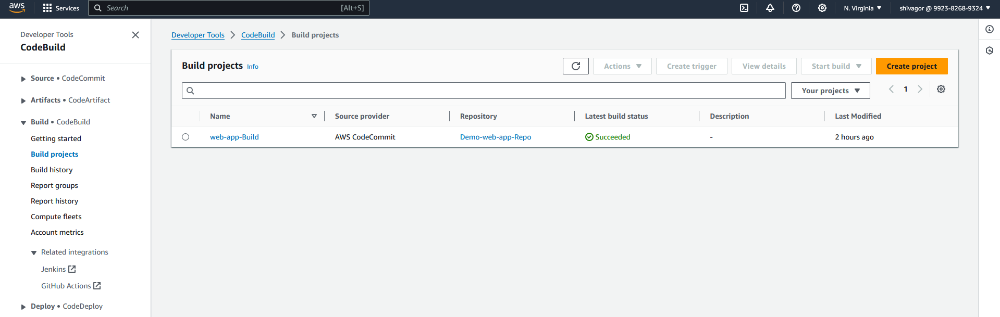 aws Services Search [Alt+S] N. Virginia shivagor @ 9923-8268-9324
Developer Tools
CodeBuild
Source • CodeCommit
Artifacts • CodeArtifact
Build • CodeBuild
Getting started
Build projects
Build history
Report groups
Report history
Compute fleets
Account metrics
Related integrations
Jenkins
GitHub Actions
Deploy • CodeDeploy
Developer Tools CodeBuild Build projects
Build projects Info Actions Create trigger View details Start build Create project
Your projects 1
Name Source provider Repository Latest build status Description Last Modified
web-app-Build AWS CodeCommit Demo-web-app-Repo Succeeded - 2 hours ago